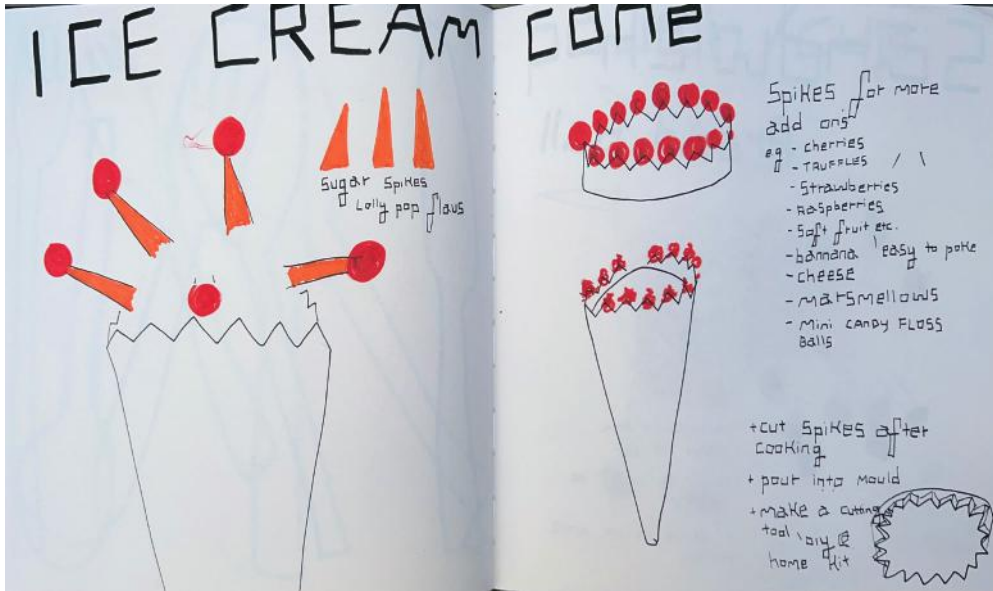 ICE CREAM CONE
Sugar Spikes
Lolly pop flavs
Spikes for more
add on's
eg - cherries
- TRUFFLES
- Strawberries
- Raspberries
- Soft fruit etc.
- bannana 'easy to poke
- cheese
- marsmellows
- Mini CANDY FLOSS
Balls
+ cut spikes after
cooking
+ pour into mould
+ make a cutting
tool 'DIY @
home kit